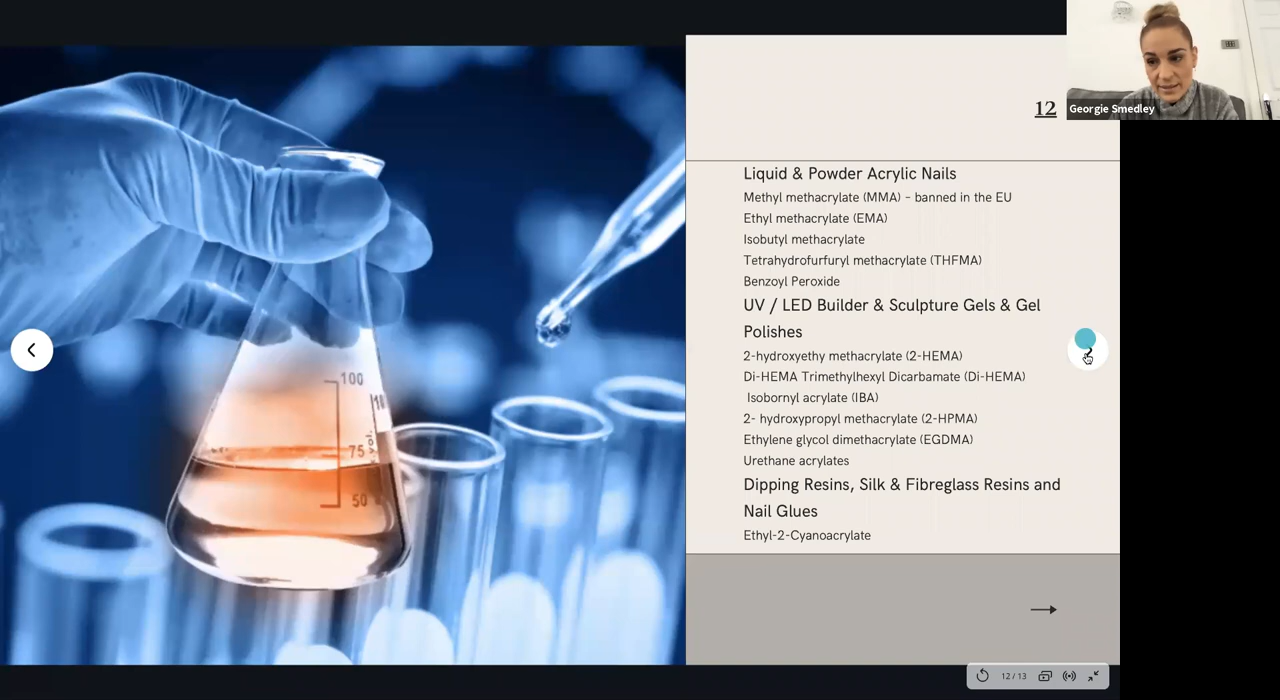 Georgie Smedley
12
Liquid & Powder Acrylic Nails
Methyl methacrylate (MMA) – banned in the EU
Ethyl methacrylate (EMA)
Isobutyl methacrylate
Tetrahydrofurfuryl methacrylate (THFMA)
Benzoyl Peroxide
UV / LED Builder & Sculpture Gels & Gel
Polishes
2-hydroxyethy methacrylate (2-HEMA)
Di-HEMA Trimethylhexyl Dicarbamate (Di-HEMA)
Isobornyl acrylate (IBA)
2- hydroxypropyl methacrylate (2-HPMA)
Ethylene glycol dimethacrylate (EGDMA)
Urethane acrylates
Dipping Resins, Silk & Fibreglass Resins and
Nail Glues
Ethyl-2-Cyanoacrylate
100
75
50
12 / 13